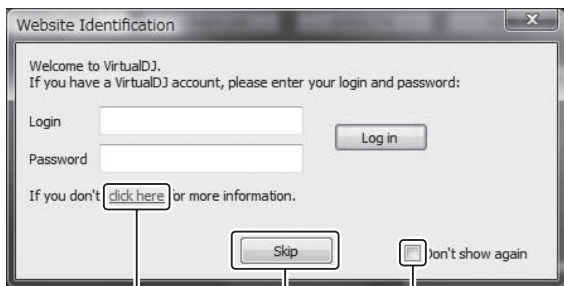 Website Identification
Welcome to VirtualDJ.
If you have a VirtualDJ account, please enter your login and password:
Login
Log in
Password
If you don't click here for more information.
Skip
Don't show again